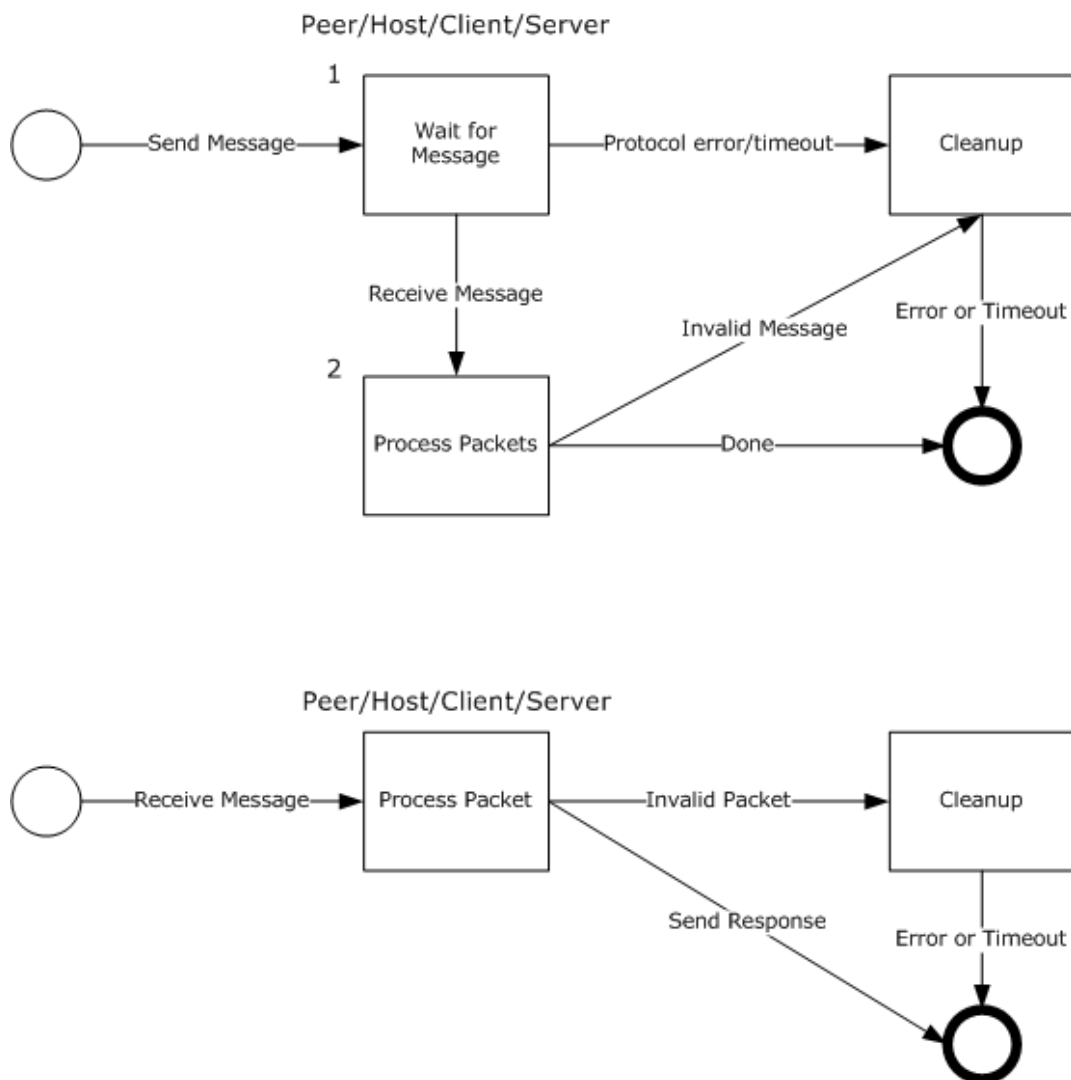 Peer/Host/Client/Server
1
Send Message
Wait for
Message
Protocol error/timeout
Cleanup
Receive Message
Invalid Message
Error or Timeout
2
Process Packets
Done
Peer/Host/Client/Server
Receive Message
Process Packet
Invalid Packet
Cleanup
Send Response
Error or Timeout